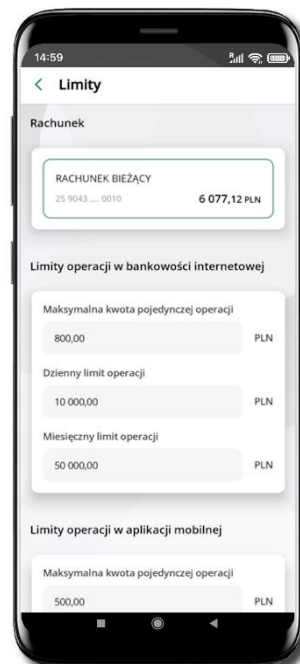 14:59
R
Limity
Rachunek
RACHUNEK BIEŻĄCY
25 9043 .... 0010 6 077,12 PLN
Limity operacji w bankowości internetowej
Maksymalna kwota pojedynczej operacji
800,00 PLN
Dzienny limit operacji
10 000,00 PLN
Miesięczny limit operacji
50 000,00 PLN
Limity operacji w aplikacji mobilnej
Maksymalna kwota pojedynczej operacji
500,00 PLN